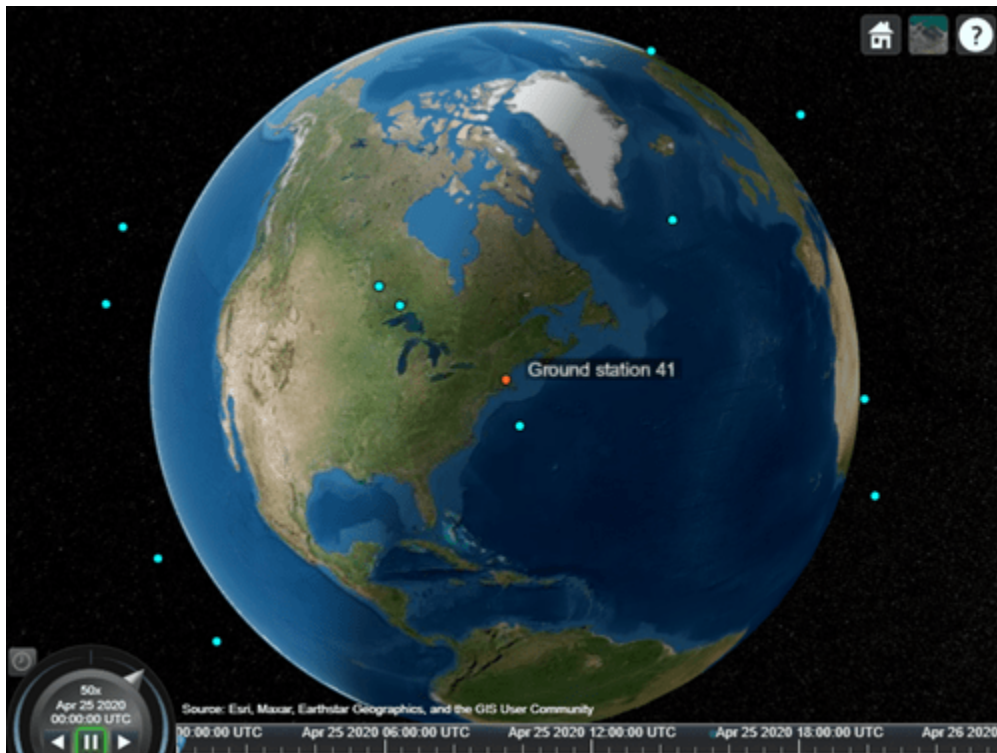 ?
Ground station 41
50x
Apr 25 2020
00:00:00 UTC
Source: Esri, Maxar, Earthstar Geographics, and the GIS User Community
00:00:00 UTC Apr 25 2020 06:00:00 UTC Apr 25 2020 12:00:00 UTC Apr 25 2020 18:00:00 UTC Apr 26 2020